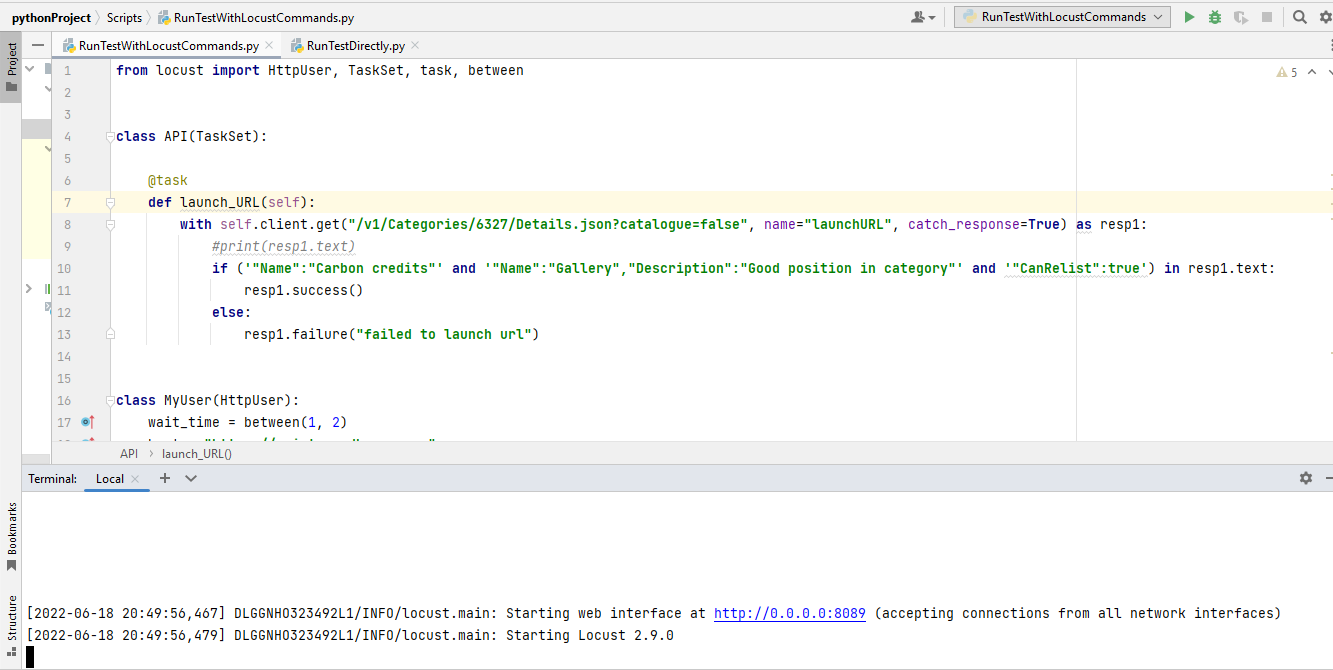 pythonProject Scripts RunTestWithLocustCommands.py RunTestWithLocustCommands
Project
RunTestWithLocustCommands.py RunTestDirectly.py
1 from locust import HttpUser, TaskSet, task, between 5
2
3
4 class API(TaskSet):
5
6 @task
7 def launch_URL(self):
8 with self.client.get("/v1/Categories/6327/Details.json?catalogue=false", name="launchURL", catch_response=True) as resp1:
9 #print(resp1.text)
10 if ('"Name":"Carbon credits"' and '"Name":"Gallery","Description":"Good position in category"' and '"CanRelist":true') in resp1.text:
11 resp1.success()
12 else:
13 resp1.failure("failed to launch url")
14
15
16 class MyUser(HttpUser):
17 wait_time = between(1, 2)
API launch_URL()
Terminal: Local
Bookmarks
Structure
[2022-06-18 20:49:56,467] DLGGNHO323492L1/INFO/locust.main: Starting web interface at http://0.0.0.0:8089 (accepting connections from all network interfaces)
[2022-06-18 20:49:56,479] DLGGNHO323492L1/INFO/locust.main: Starting Locust 2.9.0